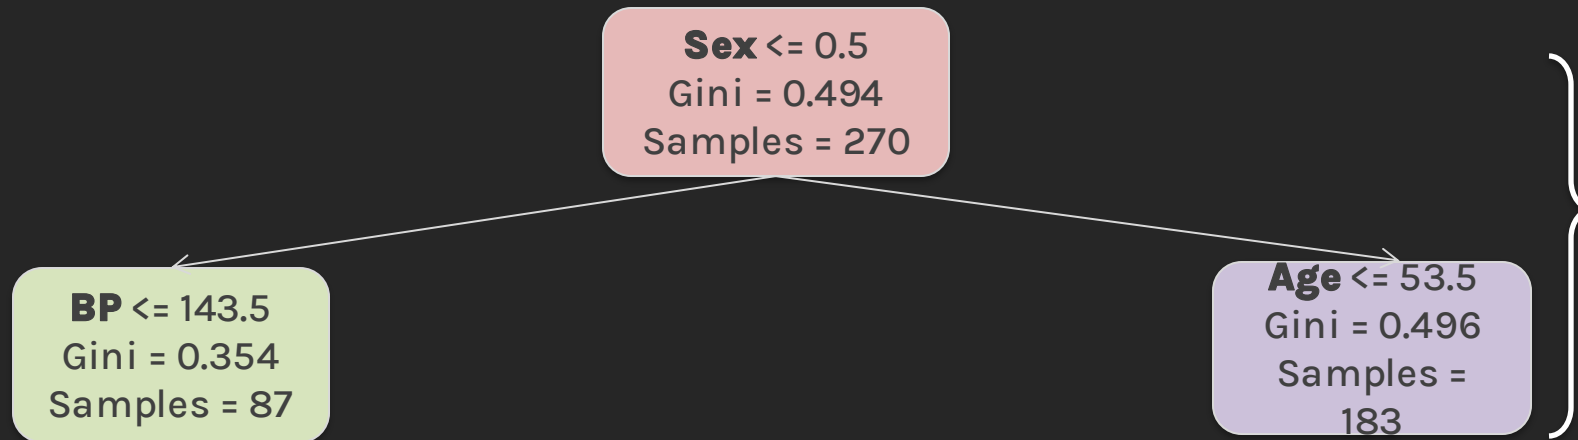 Sex <= 0.5
Gini = 0.494
Samples = 270
BP <= 143.5
Gini = 0.354
Samples = 87
Age <= 53.5
Gini = 0.496
Samples =
183